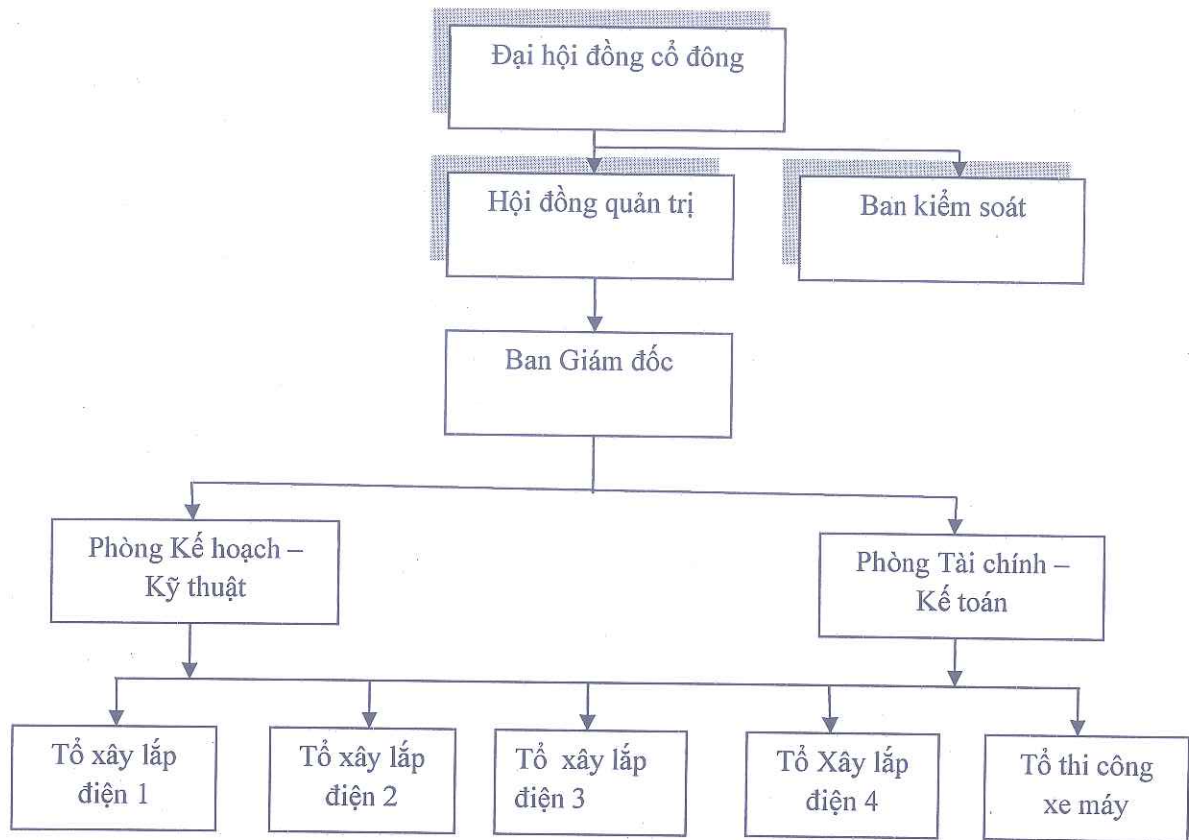 Đại hội đồng cổ đông
Hội đồng quản trị
Ban kiểm soát
Ban Giám đốc
Phòng Kế hoạch –
Kỹ thuật
Phòng Tài chính –
Kế toán
Tổ xây lắp
điện 1
Tổ xây lắp
điện 2
Tổ xây lắp
điện 3
Tổ Xây lắp
điện 4
Tổ thi công
xe máy